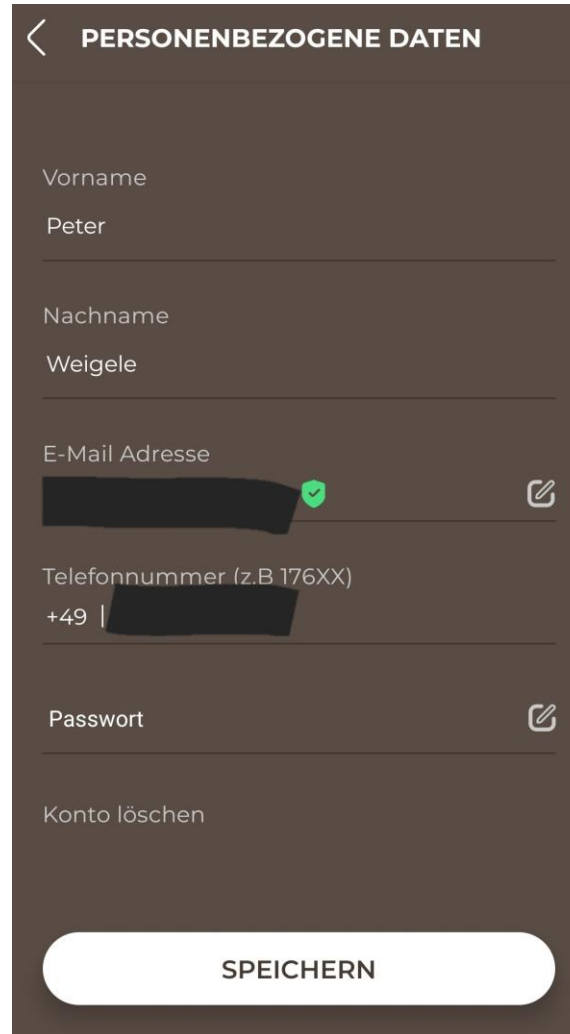 PERSONENBEZOGENE DATEN
Vorname
Peter
Nachname
Weigele
E-Mail Adresse
Telefonnummer (z.B 176XX)
+49 |
Passwort
Konto löschen
SPEICHERN